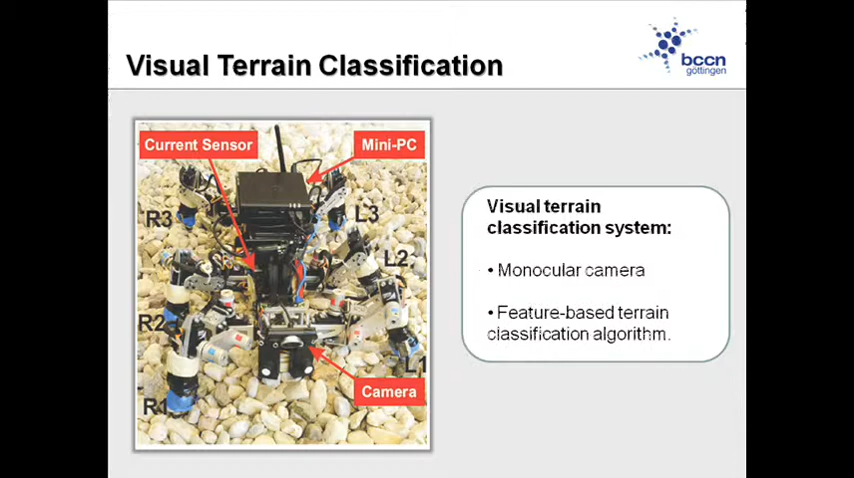 Visual Terrain Classification
bccn
göttingen
Current Sensor
Mini-PC
R3
L3
L2
R2
L1
R1
Camera
Visual terrain
classification system:
• Monocular camera
• Feature-based terrain
classification algorithm.